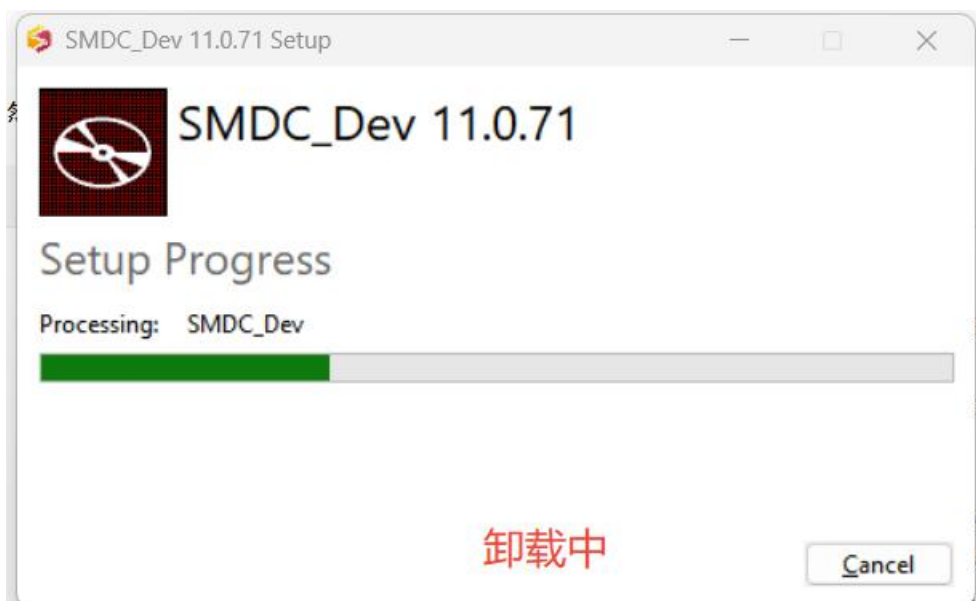 SMDC_Dev 11.0.71 Setup
SMDC_Dev 11.0.71
Setup Progress
Processing: SMDC_Dev
卸载中
Cancel